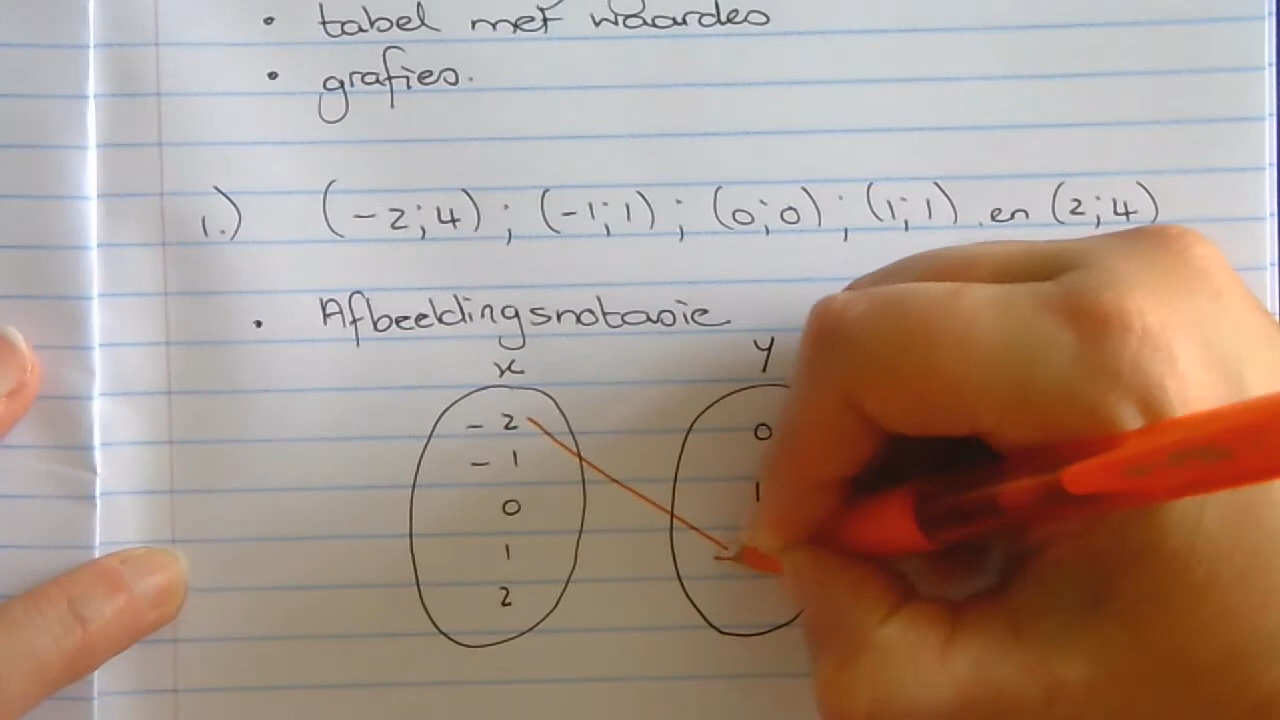 • tabel met waardes
• grafies.
1.) (-2;4) ; (-1;1) ; (0;0) ; (1;1) en (2;4)
• Afbeeldingsnotasie
x y
-2 0
-1
0 1
1
2